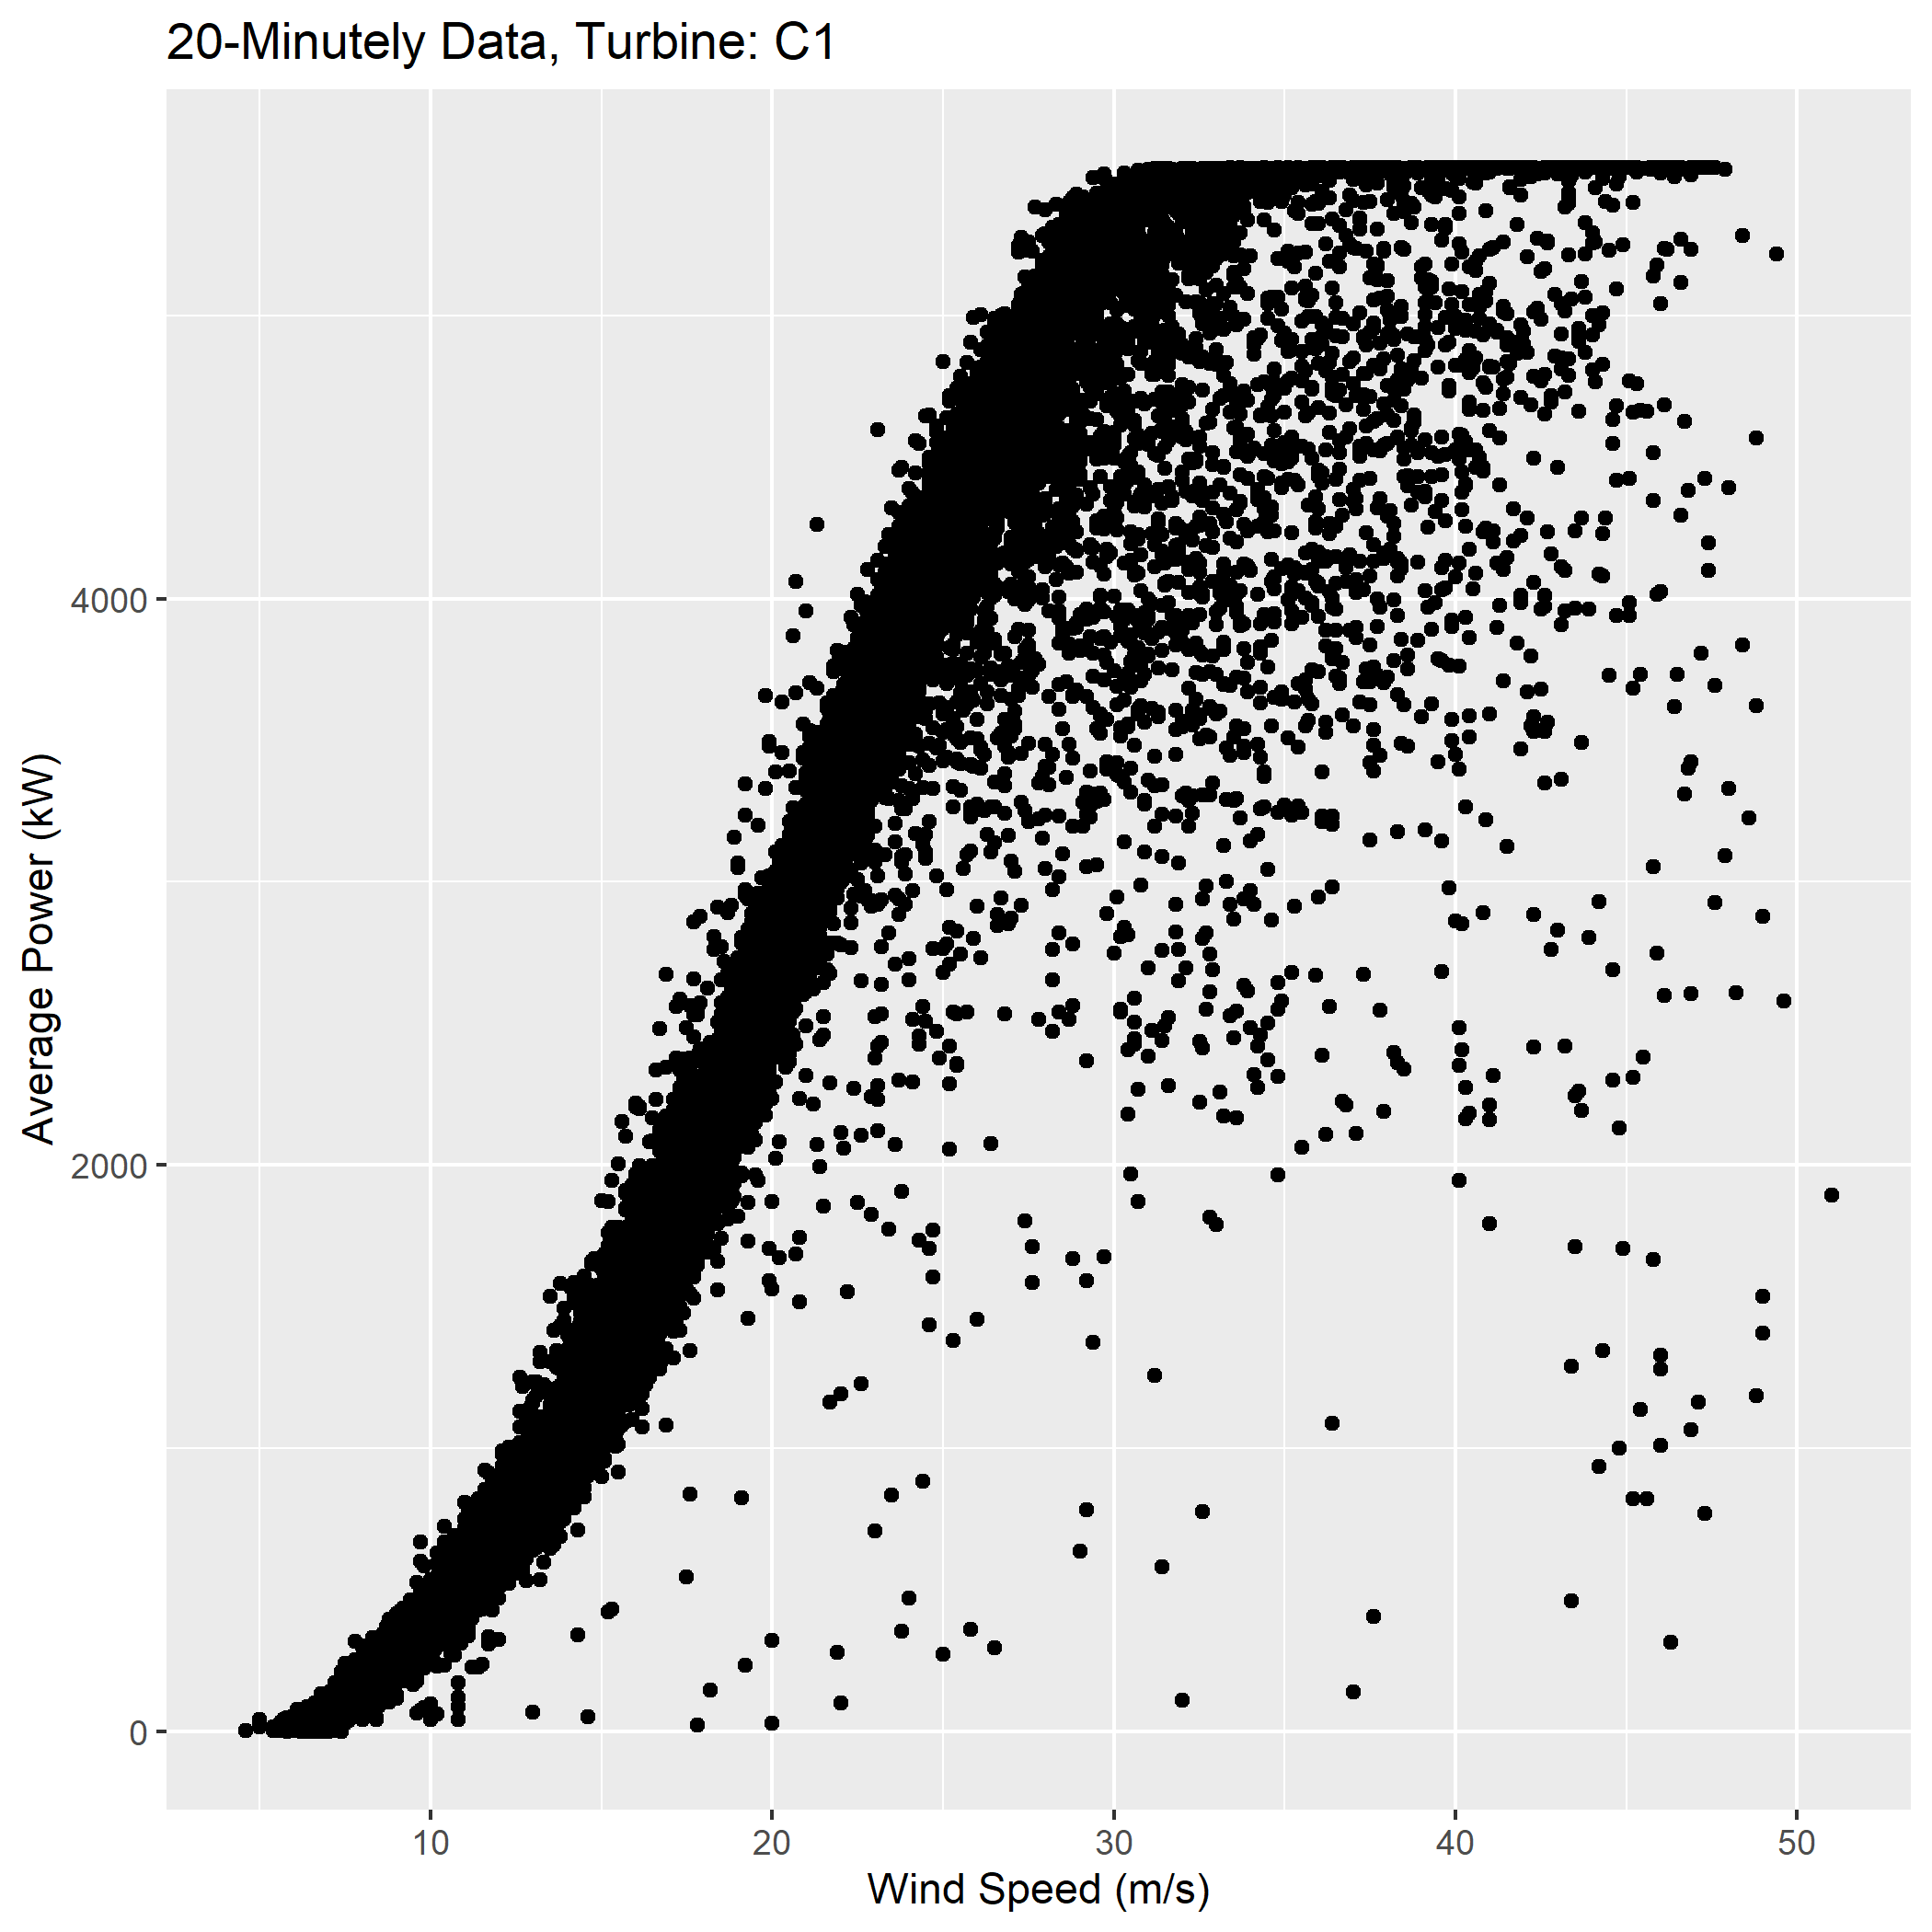 20-Minutely Data, Turbine: C1
Average Power (kW)
4000
2000
0
10 20 30 40 50
Wind Speed (m/s)